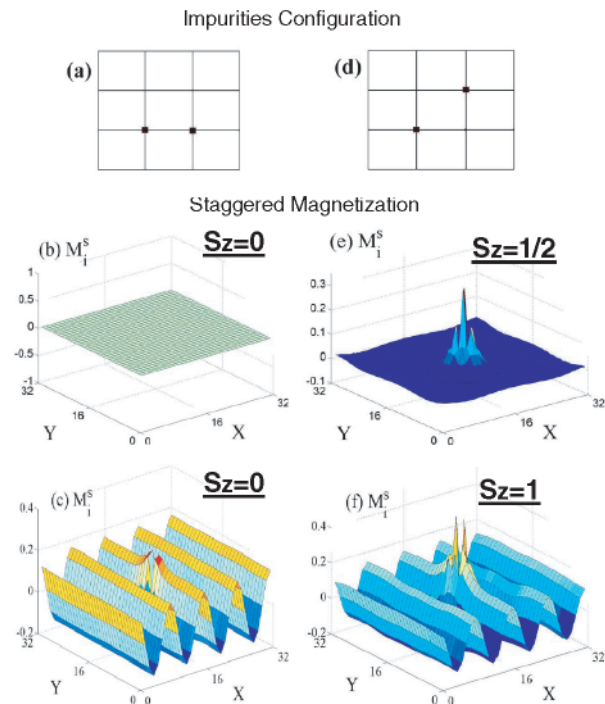 Impurities Configuration
(a)
(d)
Staggered Magnetization
(b) M_i^s
Sz=0
1
0.5
0
-0.5
-1
32
16
0
0
16
32
Y
X
(e) M_i^s
Sz=1/2
0.3
0.2
0.1
0
-0.1
32
16
0
0
16
32
Y
X
(c) M_i^s
Sz=0
0.4
0.2
0
-0.2
32
16
0
0
16
32
Y
X
(f) M_i^s
Sz=1
0.4
0.2
0
-0.2
32
16
0
0
16
32
Y
X